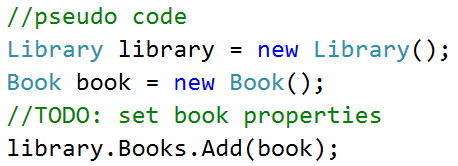 //pseudo code
Library library = new Library();
Book book = new Book();
//TODO: set book properties
library.Books.Add(book);